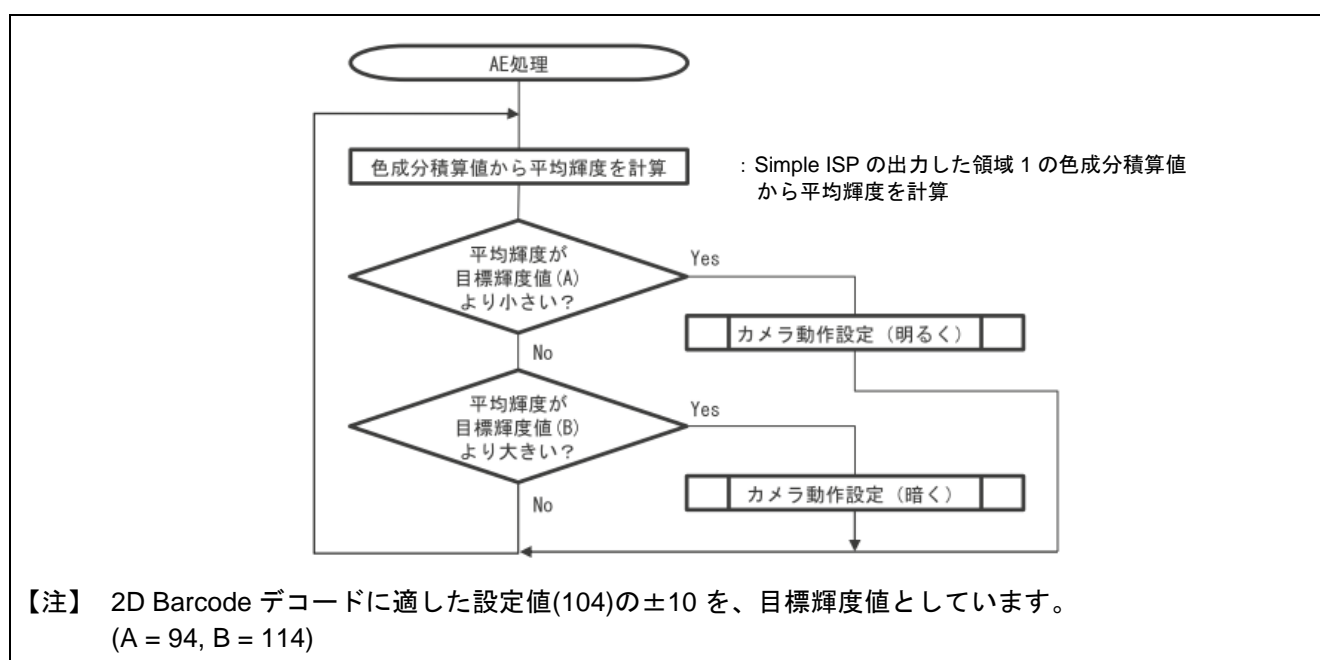 AE処理
色成分積算値から平均輝度を計算
：Simple ISP の出力した領域 1 の色成分積算値
から平均輝度を計算
平均輝度が
目標輝度値(A)
より小さい？
Yes
カメラ動作設定（明るく）
No
平均輝度が
目標輝度値(B)
より大きい？
Yes
カメラ動作設定（暗く）
No
【注】 2D Barcode デコードに適した設定値(104)の±10 を、目標輝度値としています。
(A = 94, B = 114)